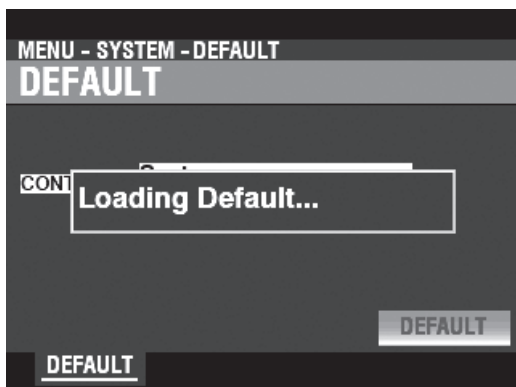 MENU - SYSTEM - DEFAULT
DEFAULT
CONT
Loading Default...
DEFAULT
DEFAULT